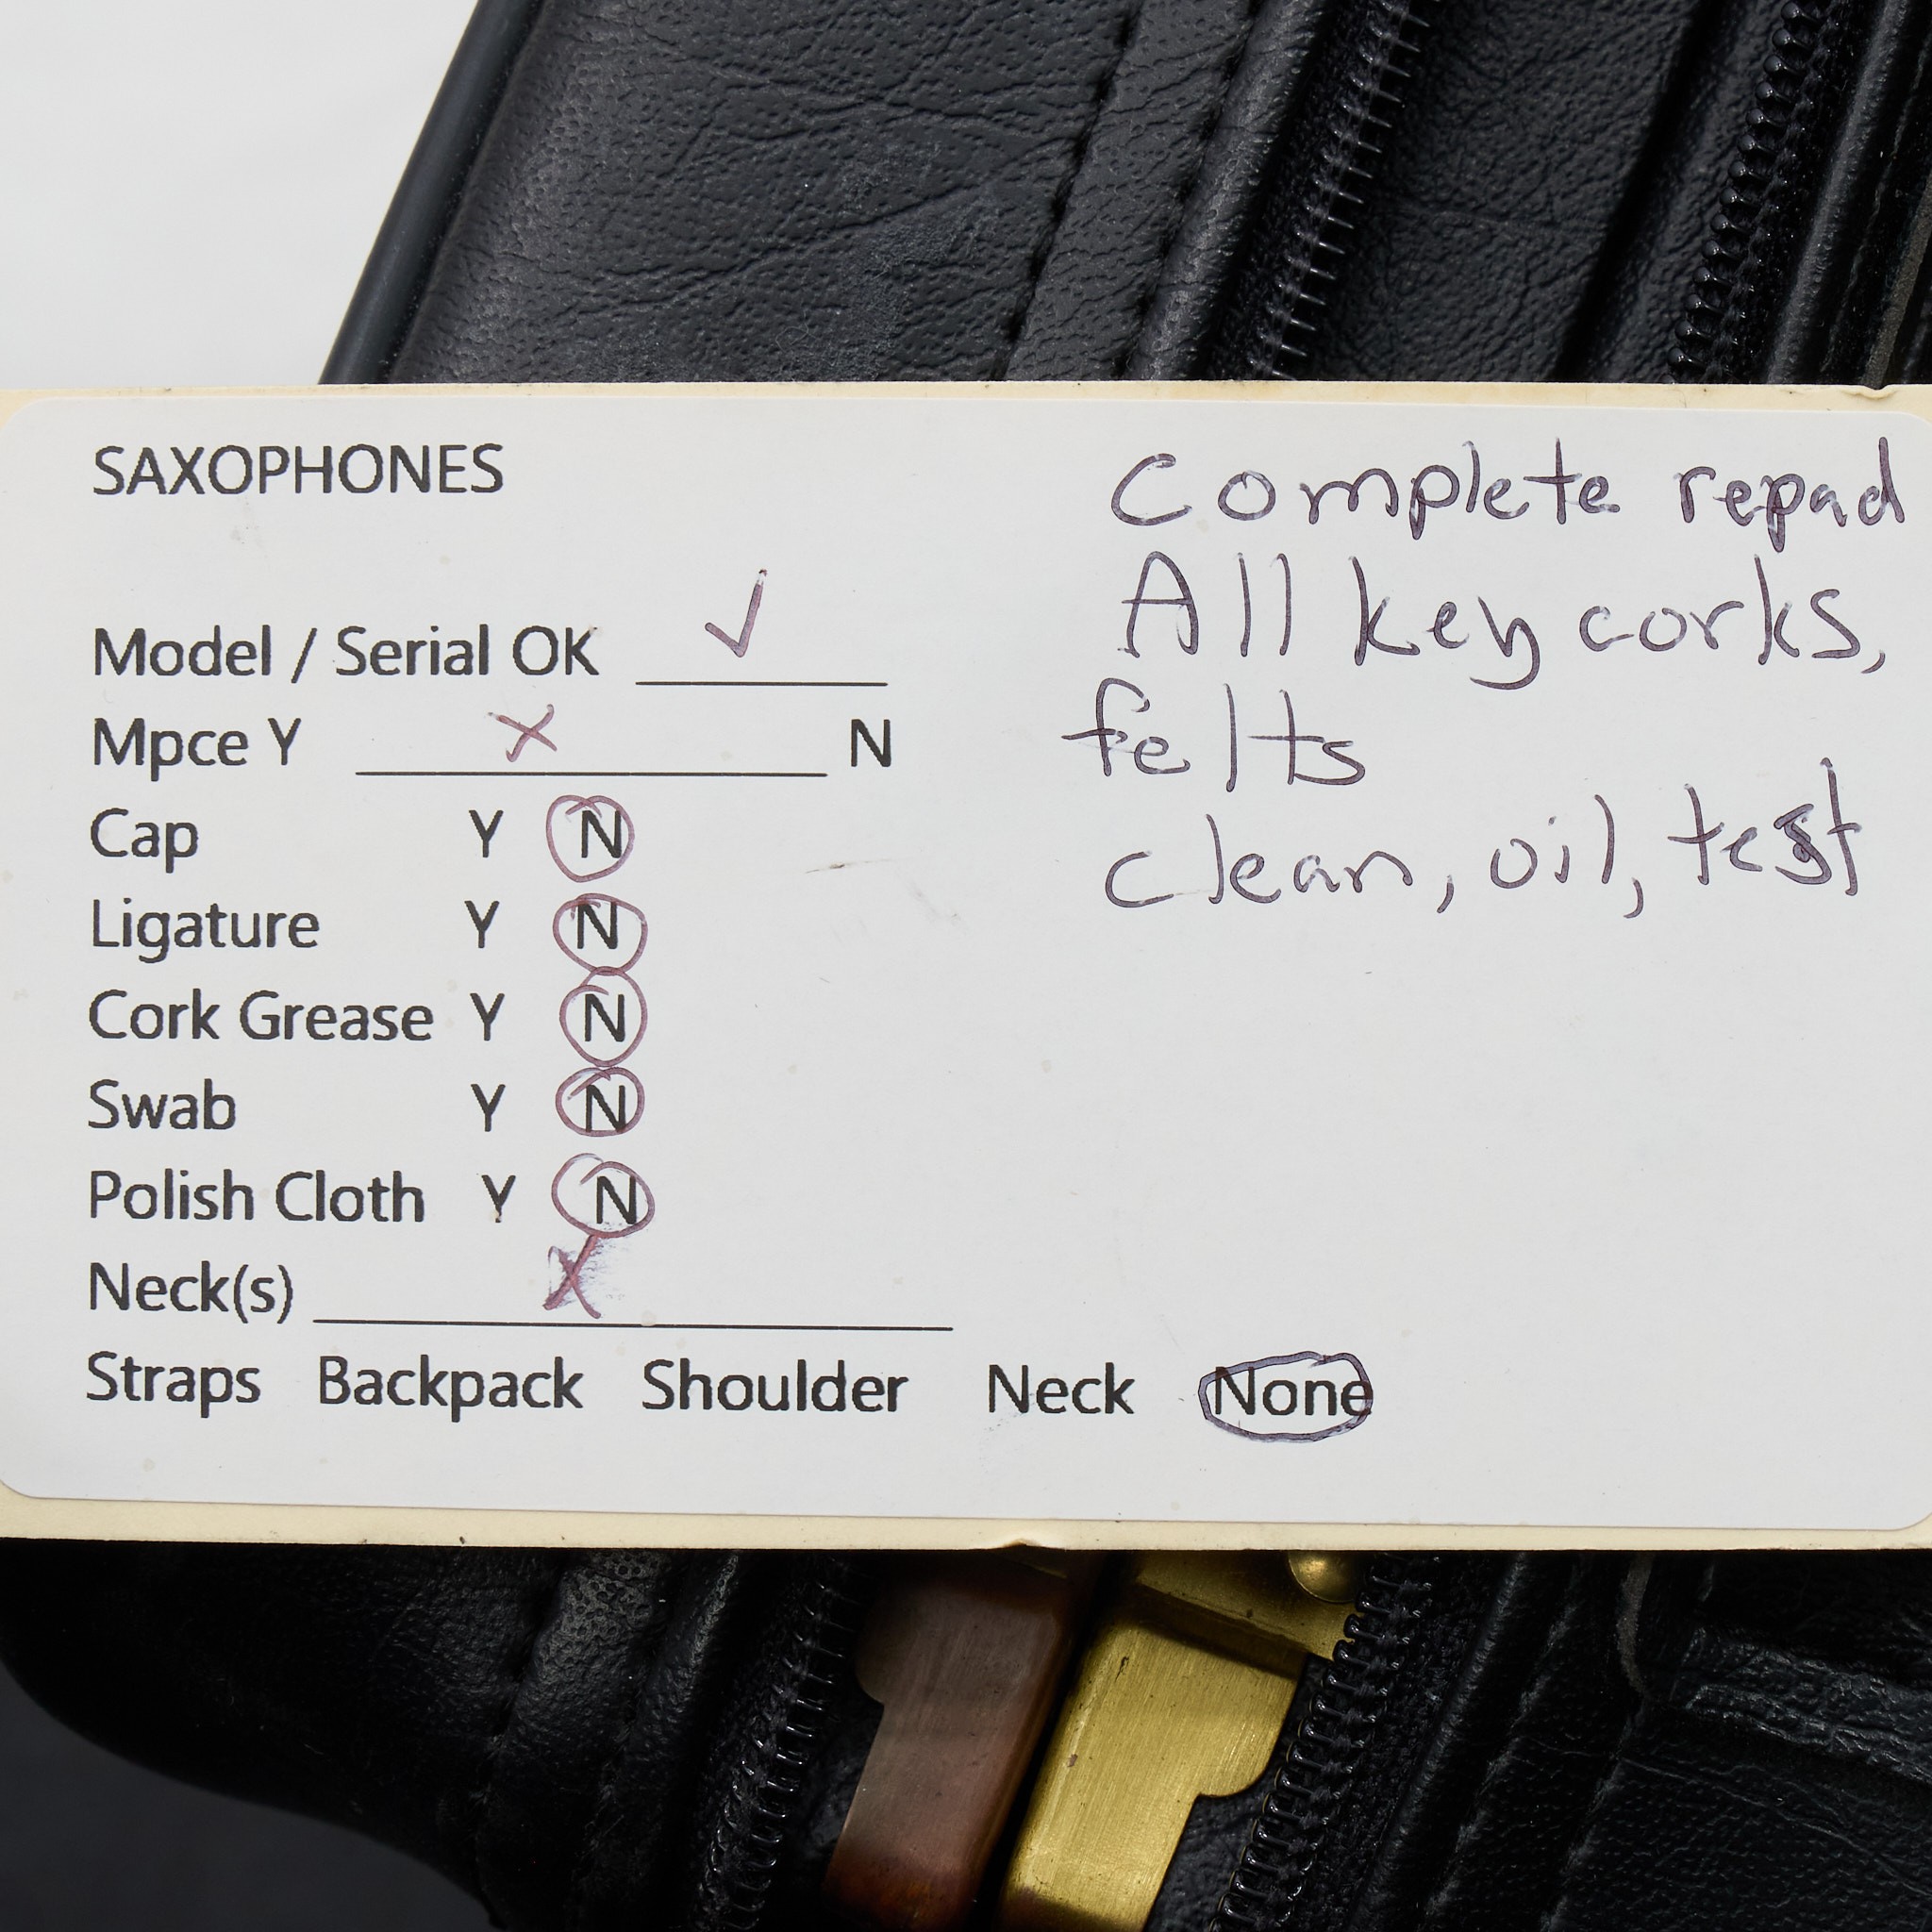 SAXOPHONES
Complete repad
All key corks,
felts
clean, oil, test
Model / Serial OK ✓
Mpce Y X N
Cap Y N
Ligature Y N
Cork Grease Y N
Swab Y N
Polish Cloth Y N
Neck(s) X
Straps Backpack Shoulder Neck None